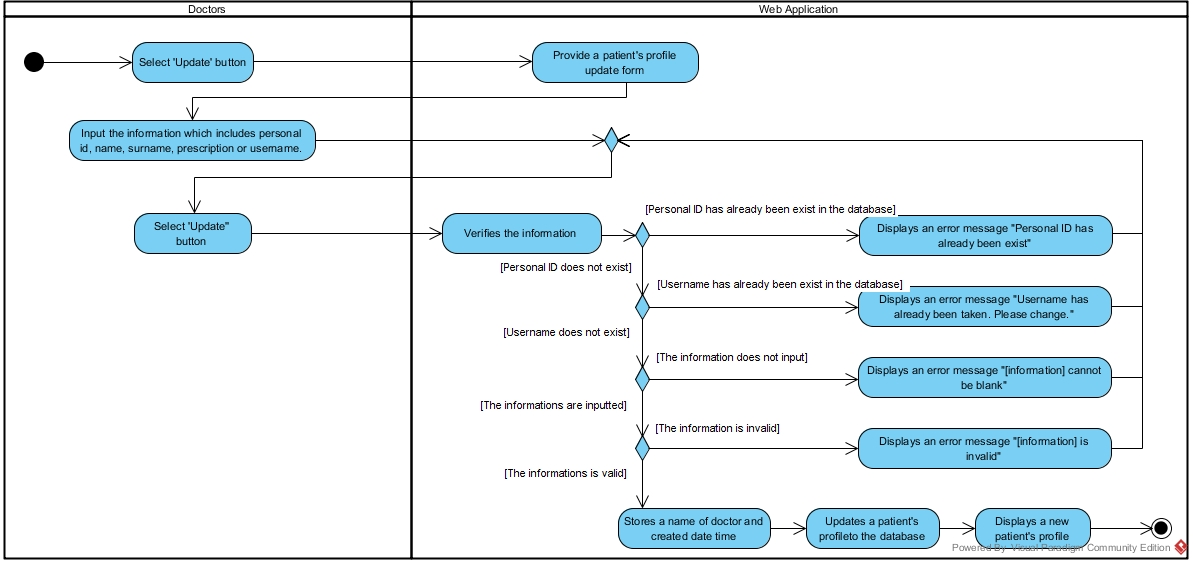 Doctors
Web Application
Select 'Update' button
Provide a patient's profile
update form
Input the information which includes personal
id, name, surname, prescription or username.
[Personal ID has already been exist in the database]
Select 'Update"
button
Verifies the information
Displays an error message "Personal ID has
already been exist"
[Personal ID does not exist]
[Username has already been exist in the database]
Displays an error message "Username has
already been taken. Please change."
[Username does not exist]
[The information does not input]
Displays an error message "[information] cannot
be blank"
[The informations are inputted]
[The information is invalid]
Displays an error message "[information] is
invalid"
[The informations is valid]
Stores a name of doctor and
created date time
Updates a patient's
profileto the database
Displays a new
patient's profile
Powered By Visual Paradigm Community Edition